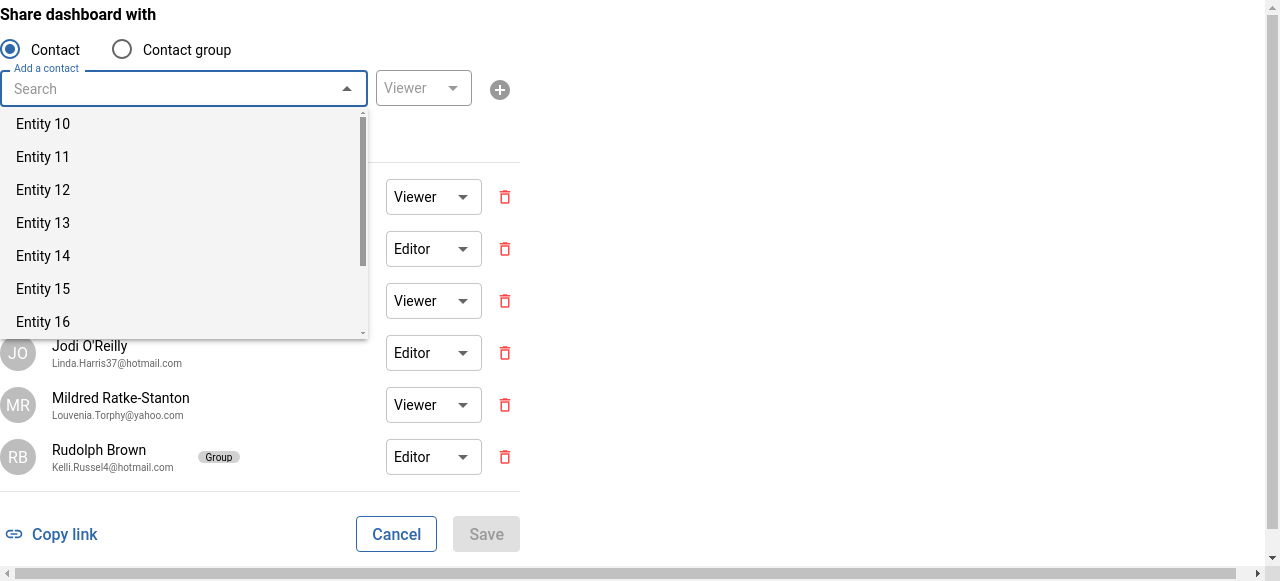 Share dashboard with
Contact
Contact group
Add a contact
Search
Viewer
Entity 10
Entity 11
Entity 12
Entity 13
Entity 14
Entity 15
Entity 16
Viewer
Editor
Viewer
JO
Jodi O'Reilly
Linda.Harris37@hotmail.com
Editor
MR
Mildred Ratke-Stanton
Louvenia.Torphy@yahoo.com
Viewer
RB
Rudolph Brown
Kelli.Russel4@hotmail.com
Group
Editor
Copy link
Cancel
Save